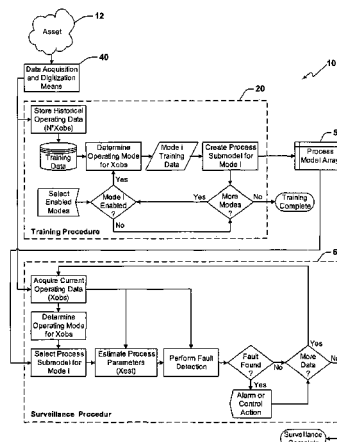 12
Asset
40
Data Acquisition
and Digitization
Means
10
20
Store Historical
Operating Data
(N*Xobs)
Training
Data
Determine
Operating Mode
for Xobs
Mode i
Training
Data
Create Process
Submodel for
Mode i
Process
Model Array
Yes
Select
Enabled
Modes
Mode i
Enabled
?
Yes
More
Modes
?
No
Training
Complete
No
Training Procedure
Acquire Current
Operating Data
(Xobs)
Determine
Operating Mode
for Xobs
Select Process
Submodel for
Mode i
Estimate Process
Parameters
(Xest)
Perform Fault
Detection
Fault
Found
?
No
More
Data
?
Yes
Yes
Alarm or
Control
Action
Surveillance Procedur
Surveillance